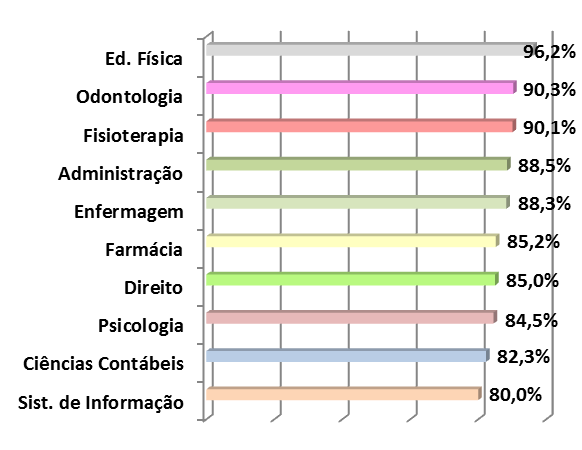 Ed. Física 96,2%
Odontologia 90,3%
Fisioterapia 90,1%
Administração 88,5%
Enfermagem 88,3%
Farmácia 85,2%
Direito 85,0%
Psicologia 84,5%
Ciências Contábeis 82,3%
Sist. de Informação 80,0%